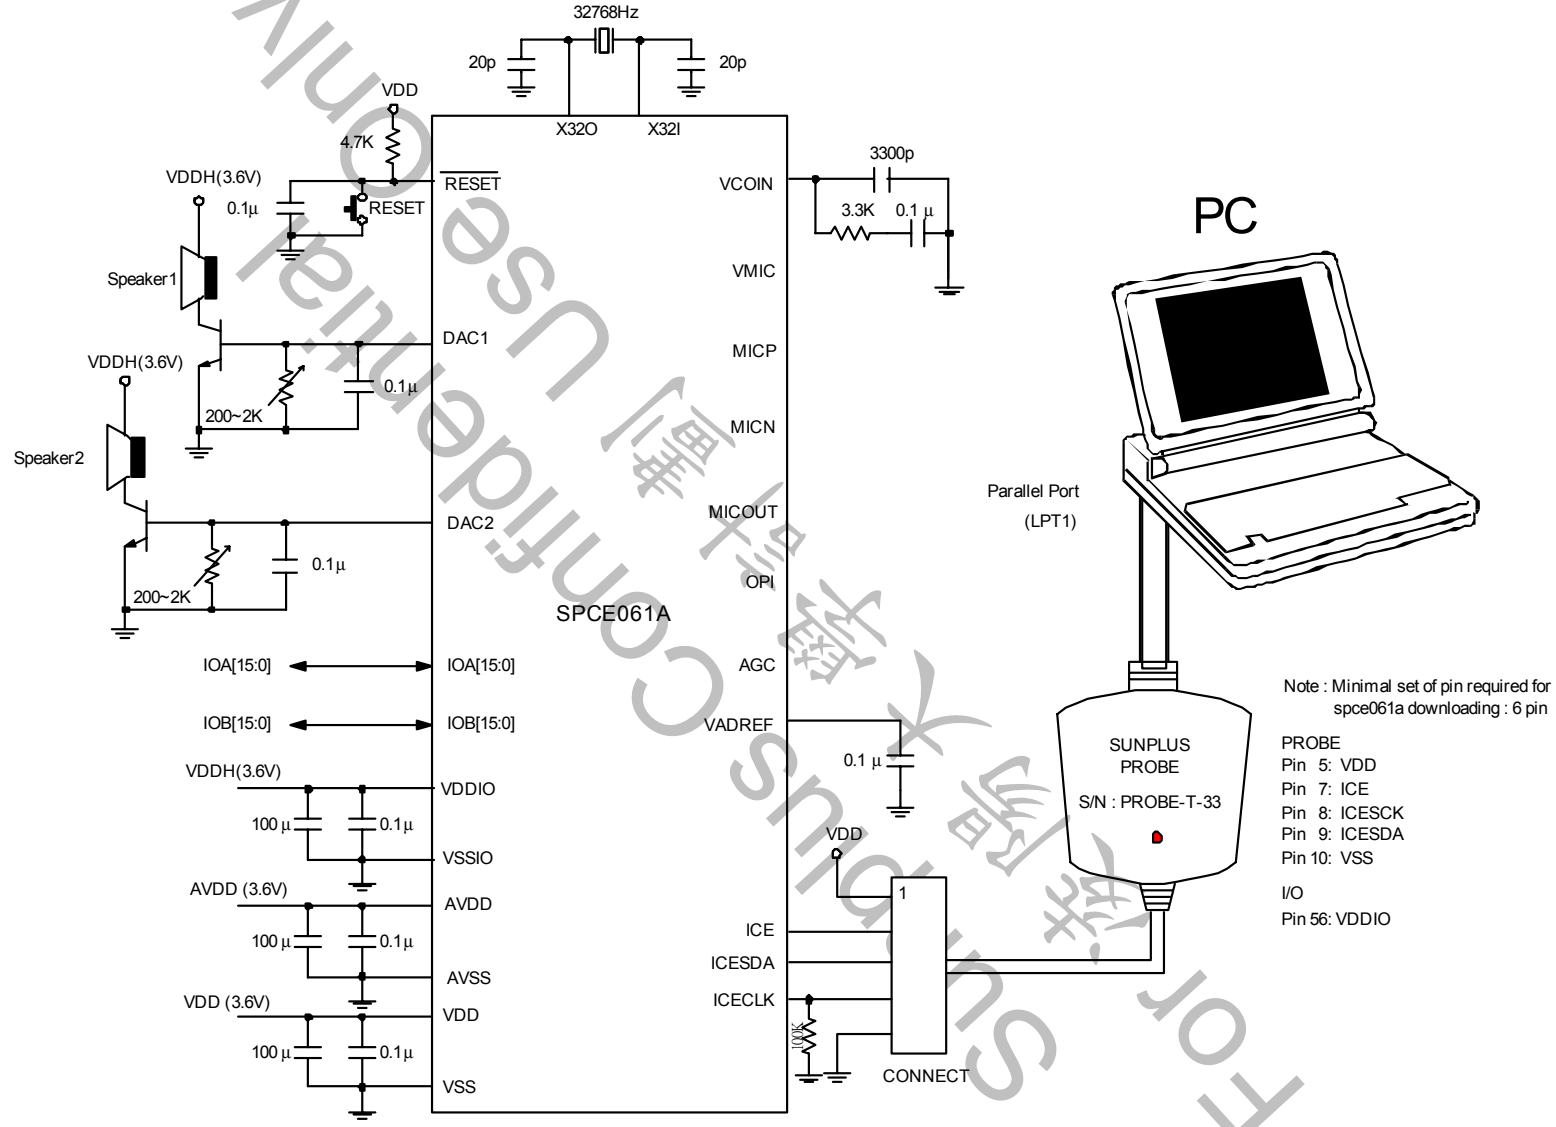 32768Hz
20p
20p
VDD
X32O
X32I
4.7K
3300p
VDDH(3.6V)
RESET
VCOIN
0.1μ
RESET
3.3K
0.1 μ
PC
Speaker1
VMIC
DAC1
MICP
VDDH(3.6V)
0.1μ
200~2K
MICN
Speaker2
Parallel Port
(LPT1)
DAC2
MICOUT
0.1μ
OPI
200~2K
SPCE061A
IOA[15:0]
IOA[15:0]
AGC
Note : Minimal set of pin required for
spce061a downloading : 6 pin
IOB[15:0]
IOB[15:0]
VADREF
SUNPLUS
PROBE
S/N : PROBE-T-33
PROBE
Pin 5: VDD
Pin 7: ICE
Pin 8: ICESCK
Pin 9: ICESDA
Pin 10: VSS
I/O
Pin 56: VDDIO
0.1 μ
VDDH(3.6V)
VDDIO
100 μ
0.1μ
VSSIO
VDD
AVDD (3.6V)
AVDD
1
100 μ
0.1μ
ICE
ICESDA
AVSS
ICECLK
VDD (3.6V)
VDD
100K
100 μ
0.1μ
CONNECT
VSS
Sunplus Confidential
For
Use Only